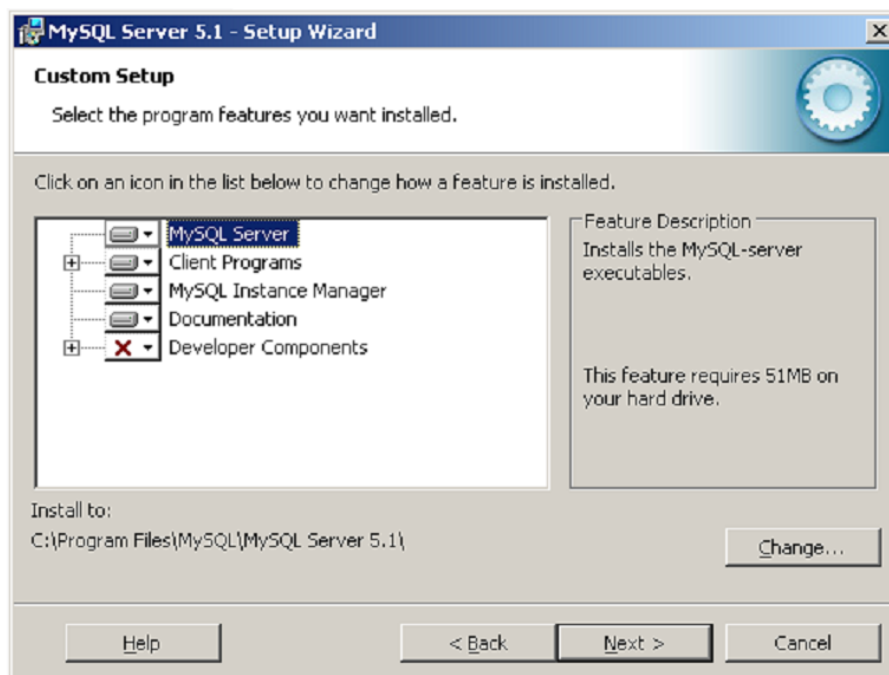 MySQL Server 5.1 - Setup Wizard
Custom Setup
Select the program features you want installed.
Click on an icon in the list below to change how a feature is installed.
MySQL Server
Client Programs
MySQL Instance Manager
Documentation
Developer Components
Feature Description
Installs the MySQL-server
executables.
This feature requires 51MB on
your hard drive.
Install to:
C:\Program Files\MySQL\MySQL Server 5.1\
Change...
Help
< Back
Next >
Cancel